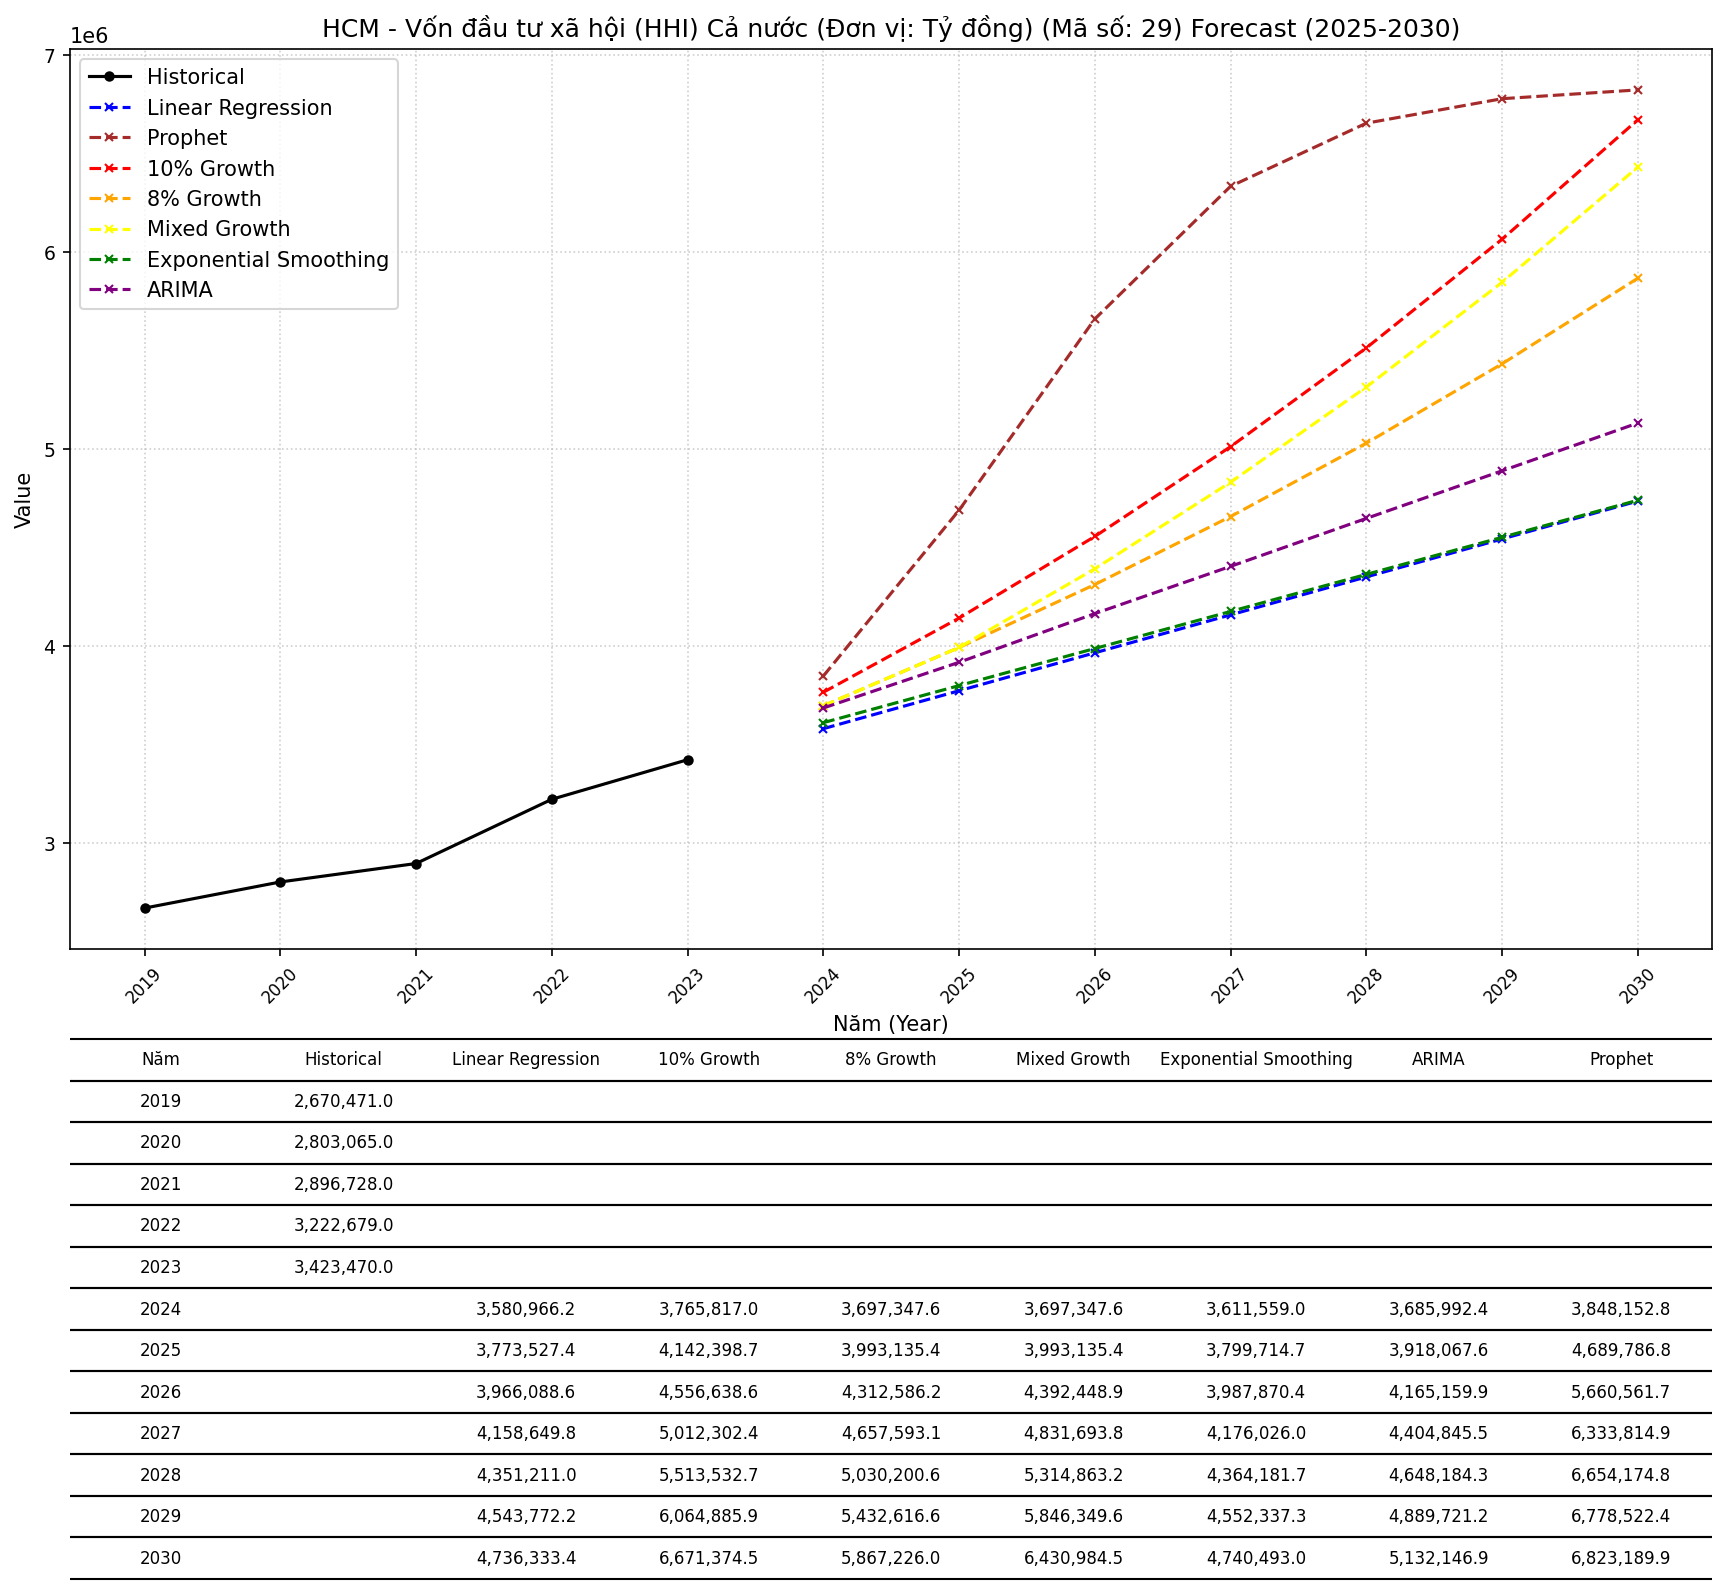 HCM - Vốn đầu tư xã hội (HHI) Cả nước (Đơn vị: Tỷ đồng) (Mã số: 29) Forecast (2025-2030)
1e6
7
6
5
4
3
Value
Historical
Linear Regression
Prophet
10% Growth
8% Growth
Mixed Growth
Exponential Smoothing
ARIMA
2019 2020 2021 2022 2023 2024 2025 2026 2027 2028 2029 2030
Năm (Year)
Năm Historical Linear Regression 10% Growth 8% Growth Mixed Growth Exponential Smoothing ARIMA Prophet
2019 2,670,471.0
2020 2,803,065.0
2021 2,896,728.0
2022 3,222,679.0
2023 3,423,470.0
2024 3,580,966.2 3,765,817.0 3,697,347.6 3,697,347.6 3,611,559.0 3,685,992.4 3,848,152.8
2025 3,773,527.4 4,142,398.7 3,993,135.4 3,993,135.4 3,799,714.7 3,918,067.6 4,689,786.8
2026 3,966,088.6 4,556,638.6 4,312,586.2 4,392,448.9 3,987,870.4 4,165,159.9 5,660,561.7
2027 4,158,649.8 5,012,302.4 4,657,593.1 4,831,693.8 4,176,026.0 4,404,845.5 6,333,814.9
2028 4,351,211.0 5,513,532.7 5,030,200.6 5,314,863.2 4,364,181.7 4,648,184.3 6,654,174.8
2029 4,543,772.2 6,064,885.9 5,432,616.6 5,846,349.6 4,552,337.3 4,889,721.2 6,778,522.4
2030 4,736,333.4 6,671,374.5 5,867,226.0 6,430,984.5 4,740,493.0 5,132,146.9 6,823,189.9